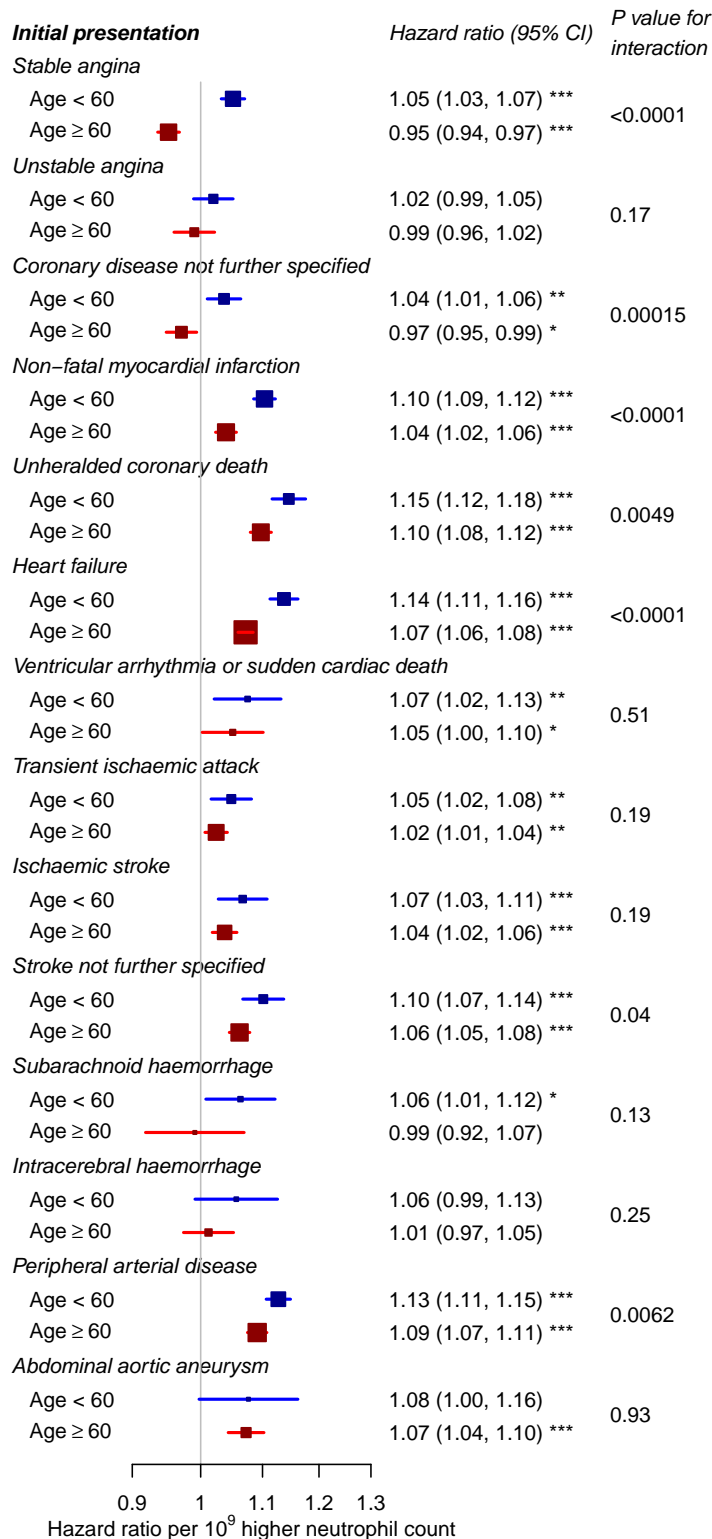 Initial presentation Hazard ratio (95% CI) P value for interaction
Stable angina
Age < 60 1.05 (1.03, 1.07) ***
<0.0001
Age ≥ 60 0.95 (0.94, 0.97) ***
Unstable angina
Age < 60 1.02 (0.99, 1.05)
0.17
Age ≥ 60 0.99 (0.96, 1.02)
Coronary disease not further specified
Age < 60 1.04 (1.01, 1.06) **
0.00015
Age ≥ 60 0.97 (0.95, 0.99) *
Non−fatal myocardial infarction
Age < 60 1.10 (1.09, 1.12) ***
<0.0001
Age ≥ 60 1.04 (1.02, 1.06) ***
Unheralded coronary death
Age < 60 1.15 (1.12, 1.18) ***
0.0049
Age ≥ 60 1.10 (1.08, 1.12) ***
Heart failure
Age < 60 1.14 (1.11, 1.16) ***
<0.0001
Age ≥ 60 1.07 (1.06, 1.08) ***
Ventricular arrhythmia or sudden cardiac death
Age < 60 1.07 (1.02, 1.13) **
0.51
Age ≥ 60 1.05 (1.00, 1.10) *
Transient ischaemic attack
Age < 60 1.05 (1.02, 1.08) **
0.19
Age ≥ 60 1.02 (1.01, 1.04) **
Ischaemic stroke
Age < 60 1.07 (1.03, 1.11) ***
0.19
Age ≥ 60 1.04 (1.02, 1.06) ***
Stroke not further specified
Age < 60 1.10 (1.07, 1.14) ***
0.04
Age ≥ 60 1.06 (1.05, 1.08) ***
Subarachnoid haemorrhage
Age < 60 1.06 (1.01, 1.12) *
0.13
Age ≥ 60 0.99 (0.92, 1.07)
Intracerebral haemorrhage
Age < 60 1.06 (0.99, 1.13)
0.25
Age ≥ 60 1.01 (0.97, 1.05)
Peripheral arterial disease
Age < 60 1.13 (1.11, 1.15) ***
0.0062
Age ≥ 60 1.09 (1.07, 1.11) ***
Abdominal aortic aneurysm
Age < 60 1.08 (1.00, 1.16)
0.93
Age ≥ 60 1.07 (1.04, 1.10) ***
0.9 1 1.1 1.2 1.3
Hazard ratio per 10⁹ higher neutrophil count